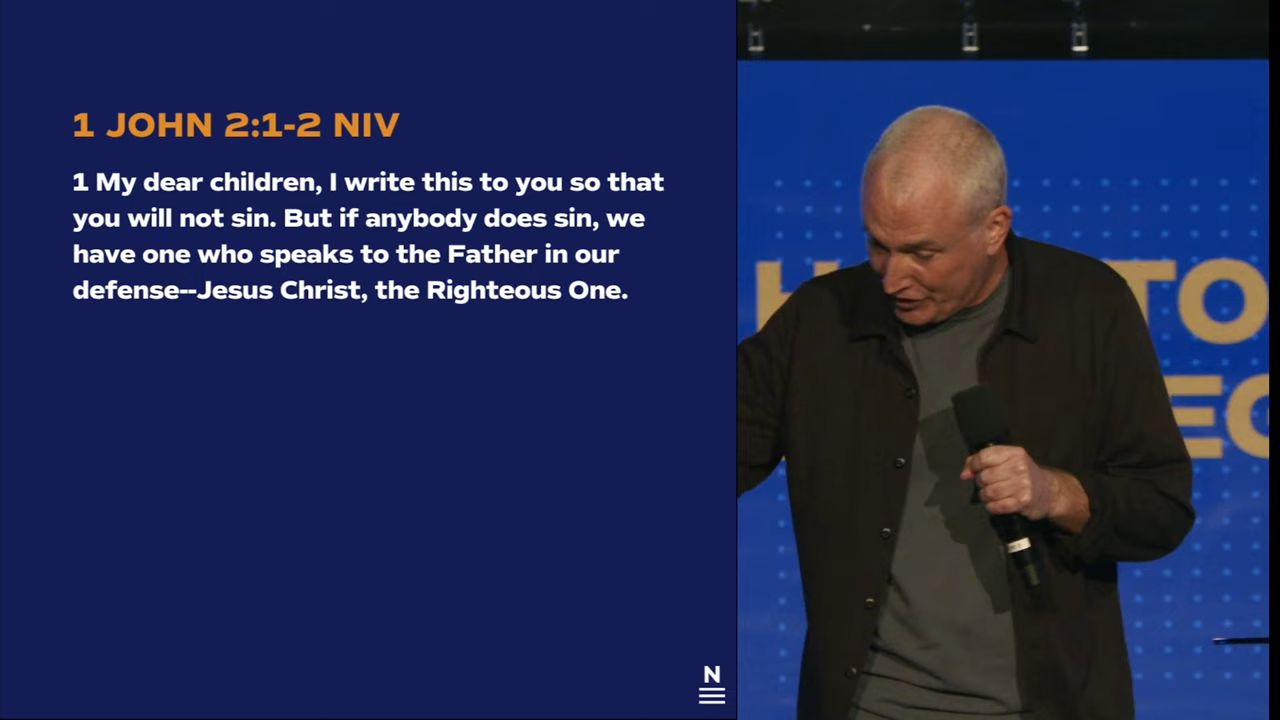 1 JOHN 2:1-2 NIV
1 My dear children, I write this to you so that
you will not sin. But if anybody does sin, we
have one who speaks to the Father in our
defense--Jesus Christ, the Righteous One.
N
TO
EG